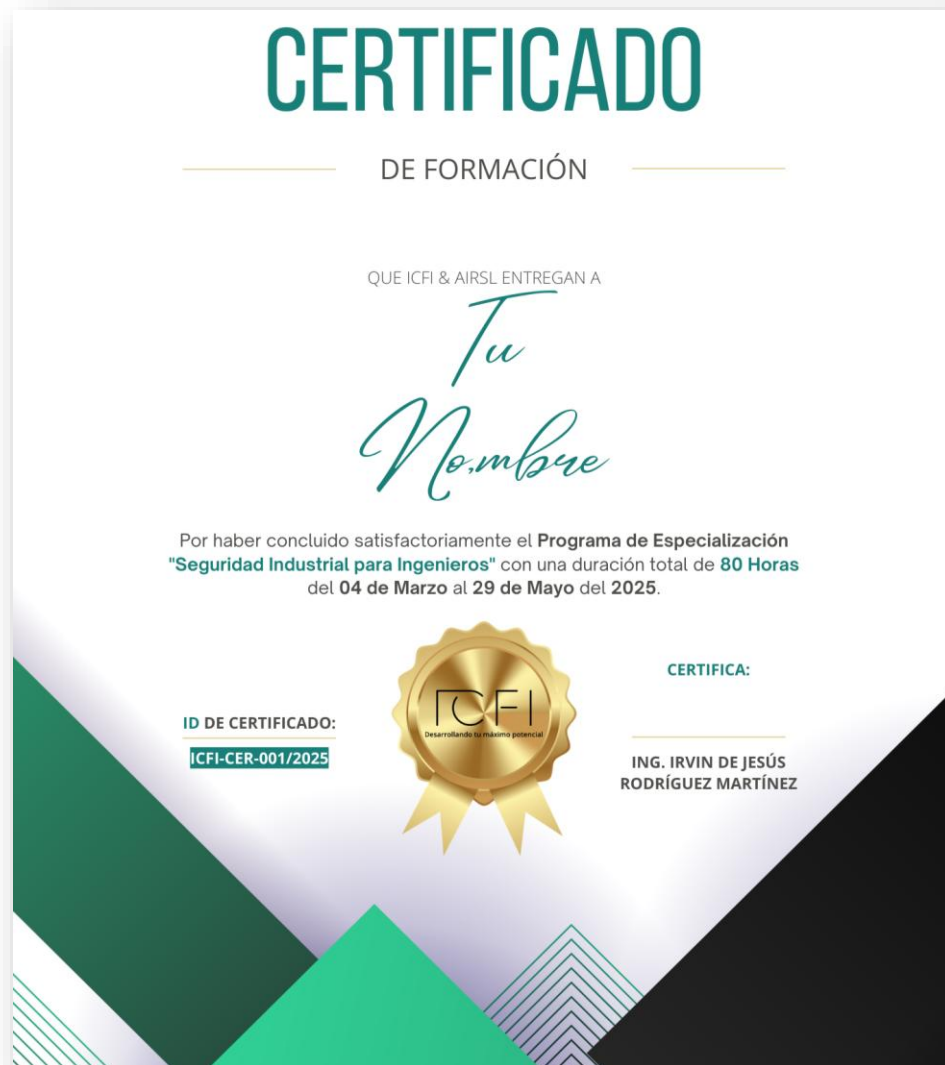 CERTIFICADO
DE FORMACIÓN
QUE ICFI & AIRSL ENTREGAN A
Tu
No,mbre
Por haber concluido satisfactoriamente el Programa de Especialización
"Seguridad Industrial para Ingenieros" con una duración total de 80 Horas
del 04 de Marzo al 29 de Mayo del 2025.
ID DE CERTIFICADO:
ICFI-CER-001/2025
ICFI
Desarrollando tu máximo potencial
CERTIFICA:
ING. IRVIN DE JESÚS
RODRÍGUEZ MARTÍNEZ